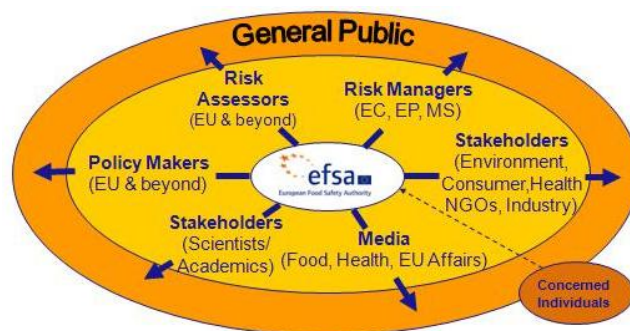 General Public
Risk
Assessors
(EU & beyond)
Risk Managers
(EC, EP, MS)
Policy Makers
(EU & beyond)
efsa
European Food Safety Authority
Stakeholders
(Environment,
Consumer,Health
NGOs, Industry)
Stakeholders
(Scientists/
Academics)
Media
(Food, Health, EU Affairs)
Concerned
Individuals